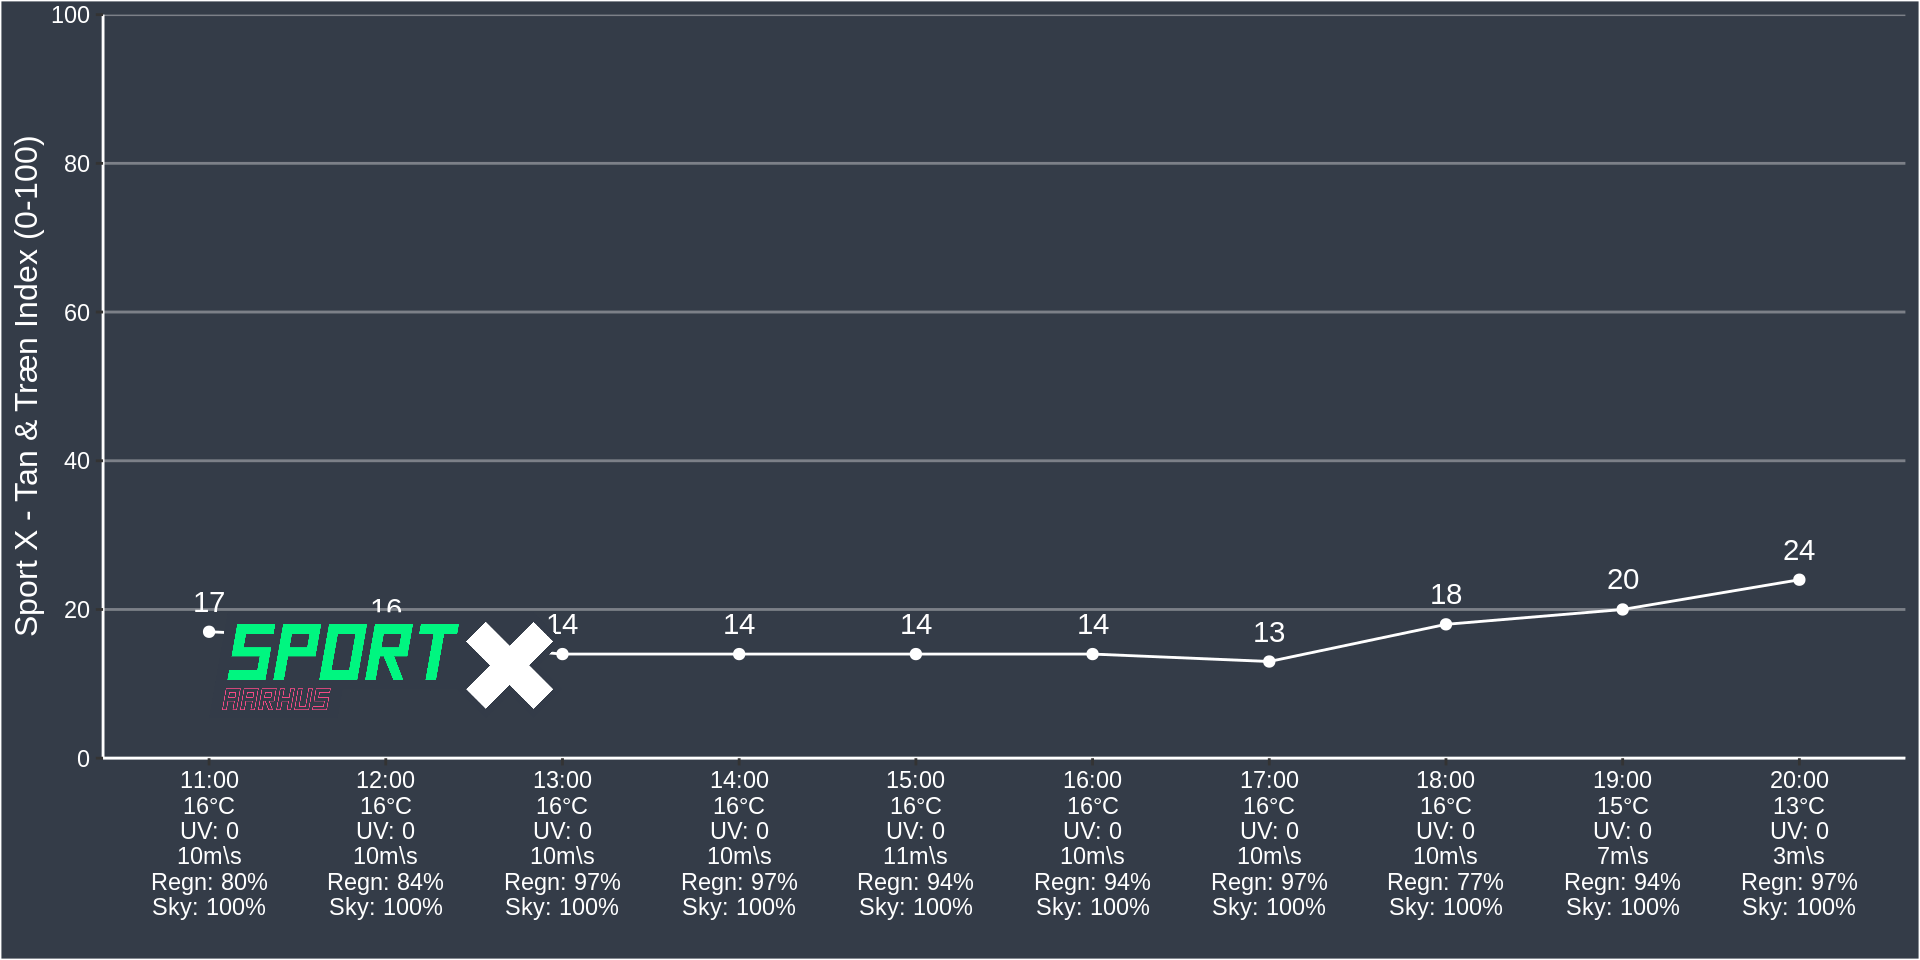 Sport X - Tan & Træn Index (0-100)
100
80
60
40
20
0
17
16
14
14
14
14
13
18
20
24
SPORT X
AARHUS
11:00 12:00 13:00 14:00 15:00 16:00 17:00 18:00 19:00 20:00
16°C 16°C 16°C 16°C 16°C 16°C 16°C 16°C 15°C 13°C
UV: 0 UV: 0 UV: 0 UV: 0 UV: 0 UV: 0 UV: 0 UV: 0 UV: 0 UV: 0
10m\s 10m\s 10m\s 10m\s 11m\s 10m\s 10m\s 10m\s 7m\s 3m\s
Regn: 80% Regn: 84% Regn: 97% Regn: 97% Regn: 94% Regn: 94% Regn: 97% Regn: 77% Regn: 94% Regn: 97%
Sky: 100% Sky: 100% Sky: 100% Sky: 100% Sky: 100% Sky: 100% Sky: 100% Sky: 100% Sky: 100% Sky: 100%